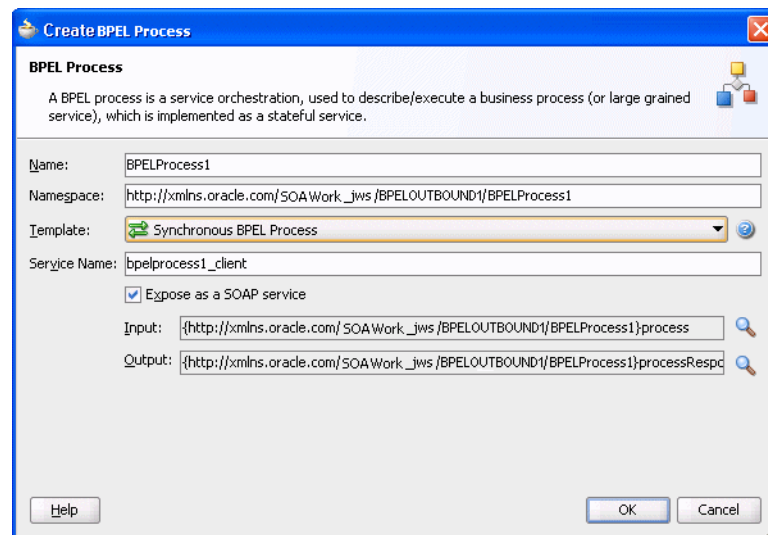 Create BPEL Process
BPEL Process
A BPEL process is a service orchestration, used to describe/execute a business process (or large grained
service), which is implemented as a stateful service.
Name: BPELProcess1
Namespace: http://xmlns.oracle.com/SOAWork_jws/BPELOUTBOUND1/BPELProcess1
Template: Synchronous BPEL Process
Service Name: bpelprocess1_client
Expose as a SOAP service
Input: {http://xmlns.oracle.com/SOAWork_jws/BPELOUTBOUND1/BPELProcess1}process
Output: {http://xmlns.oracle.com/SOAWork_jws/BPELOUTBOUND1/BPELProcess1}processRespo
Help OK Cancel